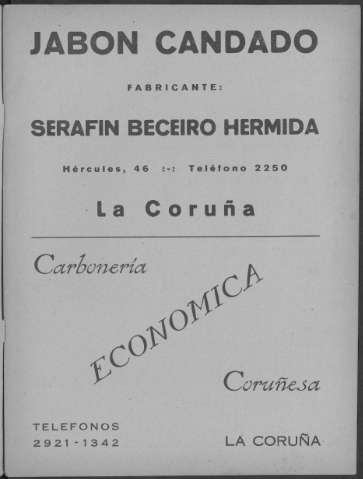 JABON CANDADO
FABRICANTE:
SERAFIN BECEIRO HERMIDA
Hércules, 46 :-: Teléfono 2250
La Coruña
Carbonería
ECONOMICA
Coruñesa
TELEFONOS
2921-1342
LA CORUÑA